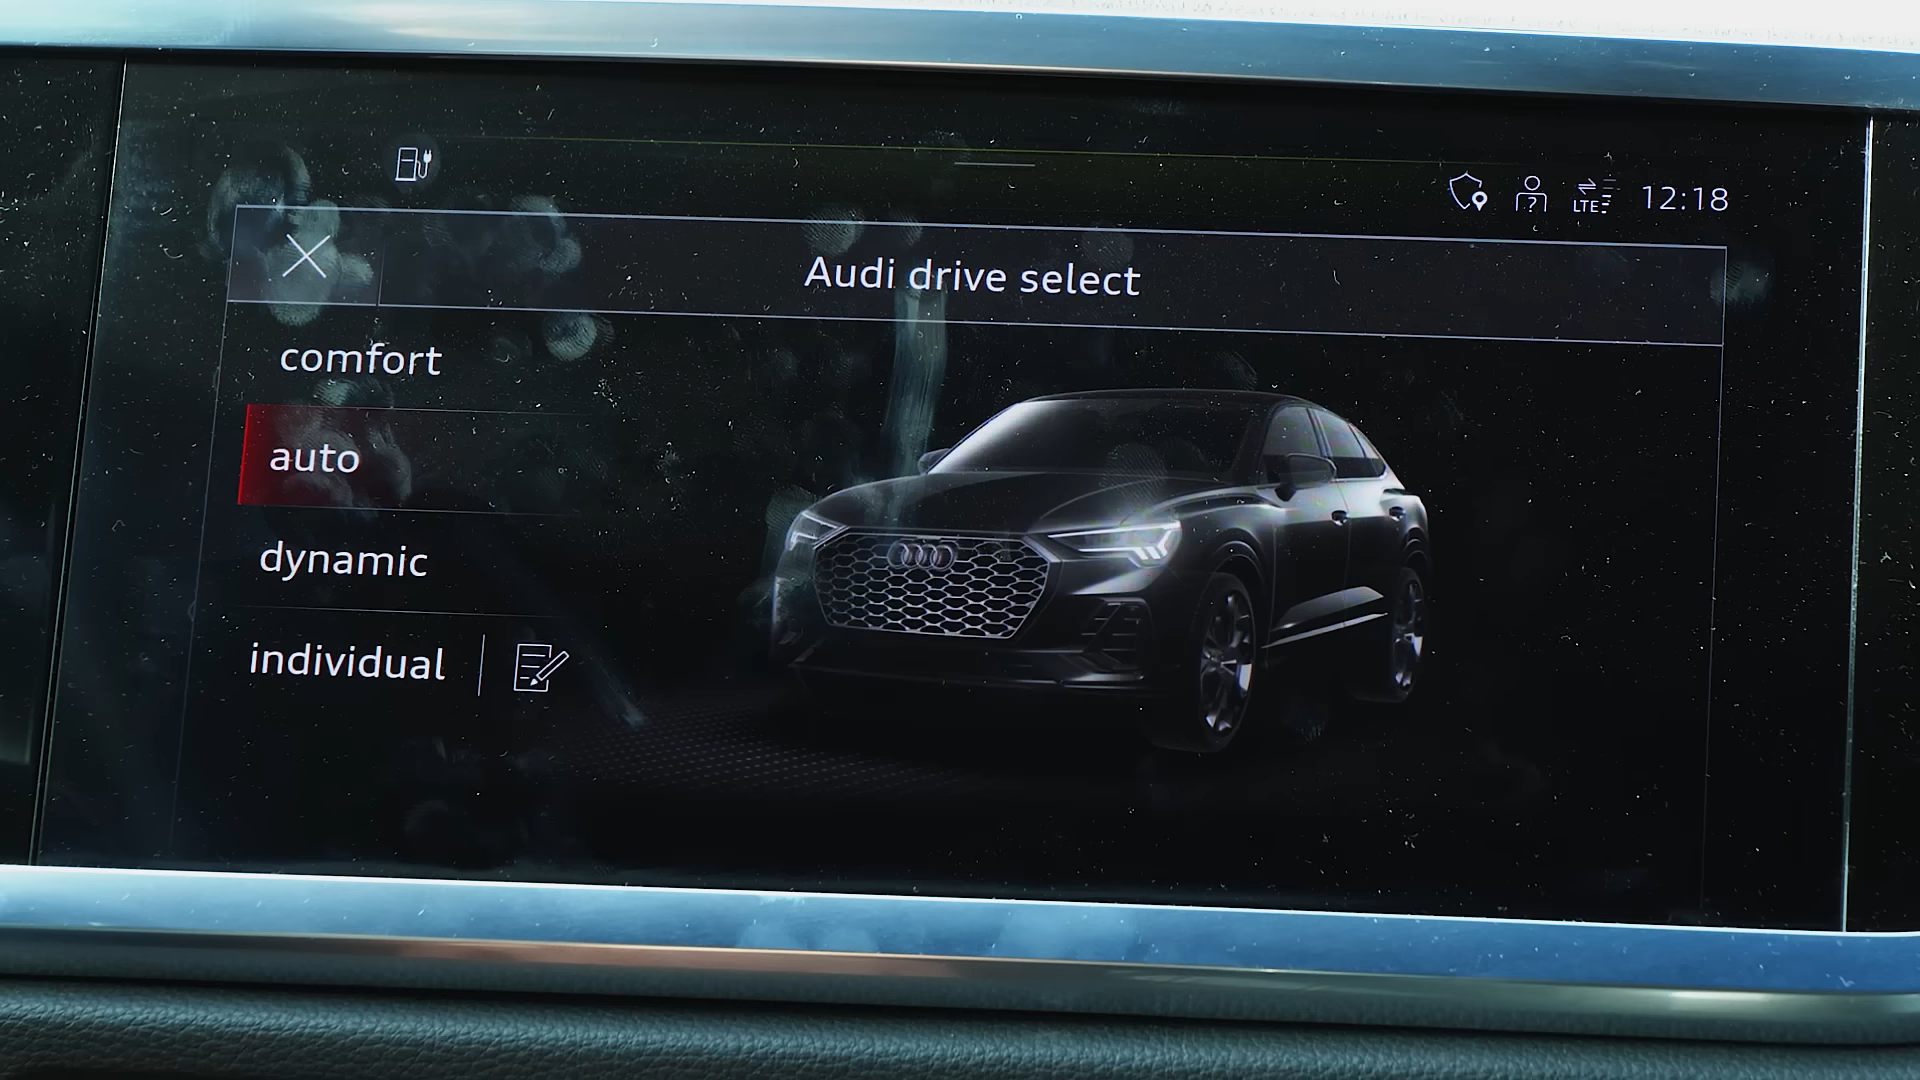 LTE 12:18
Audi drive select
comfort
auto
dynamic
individual